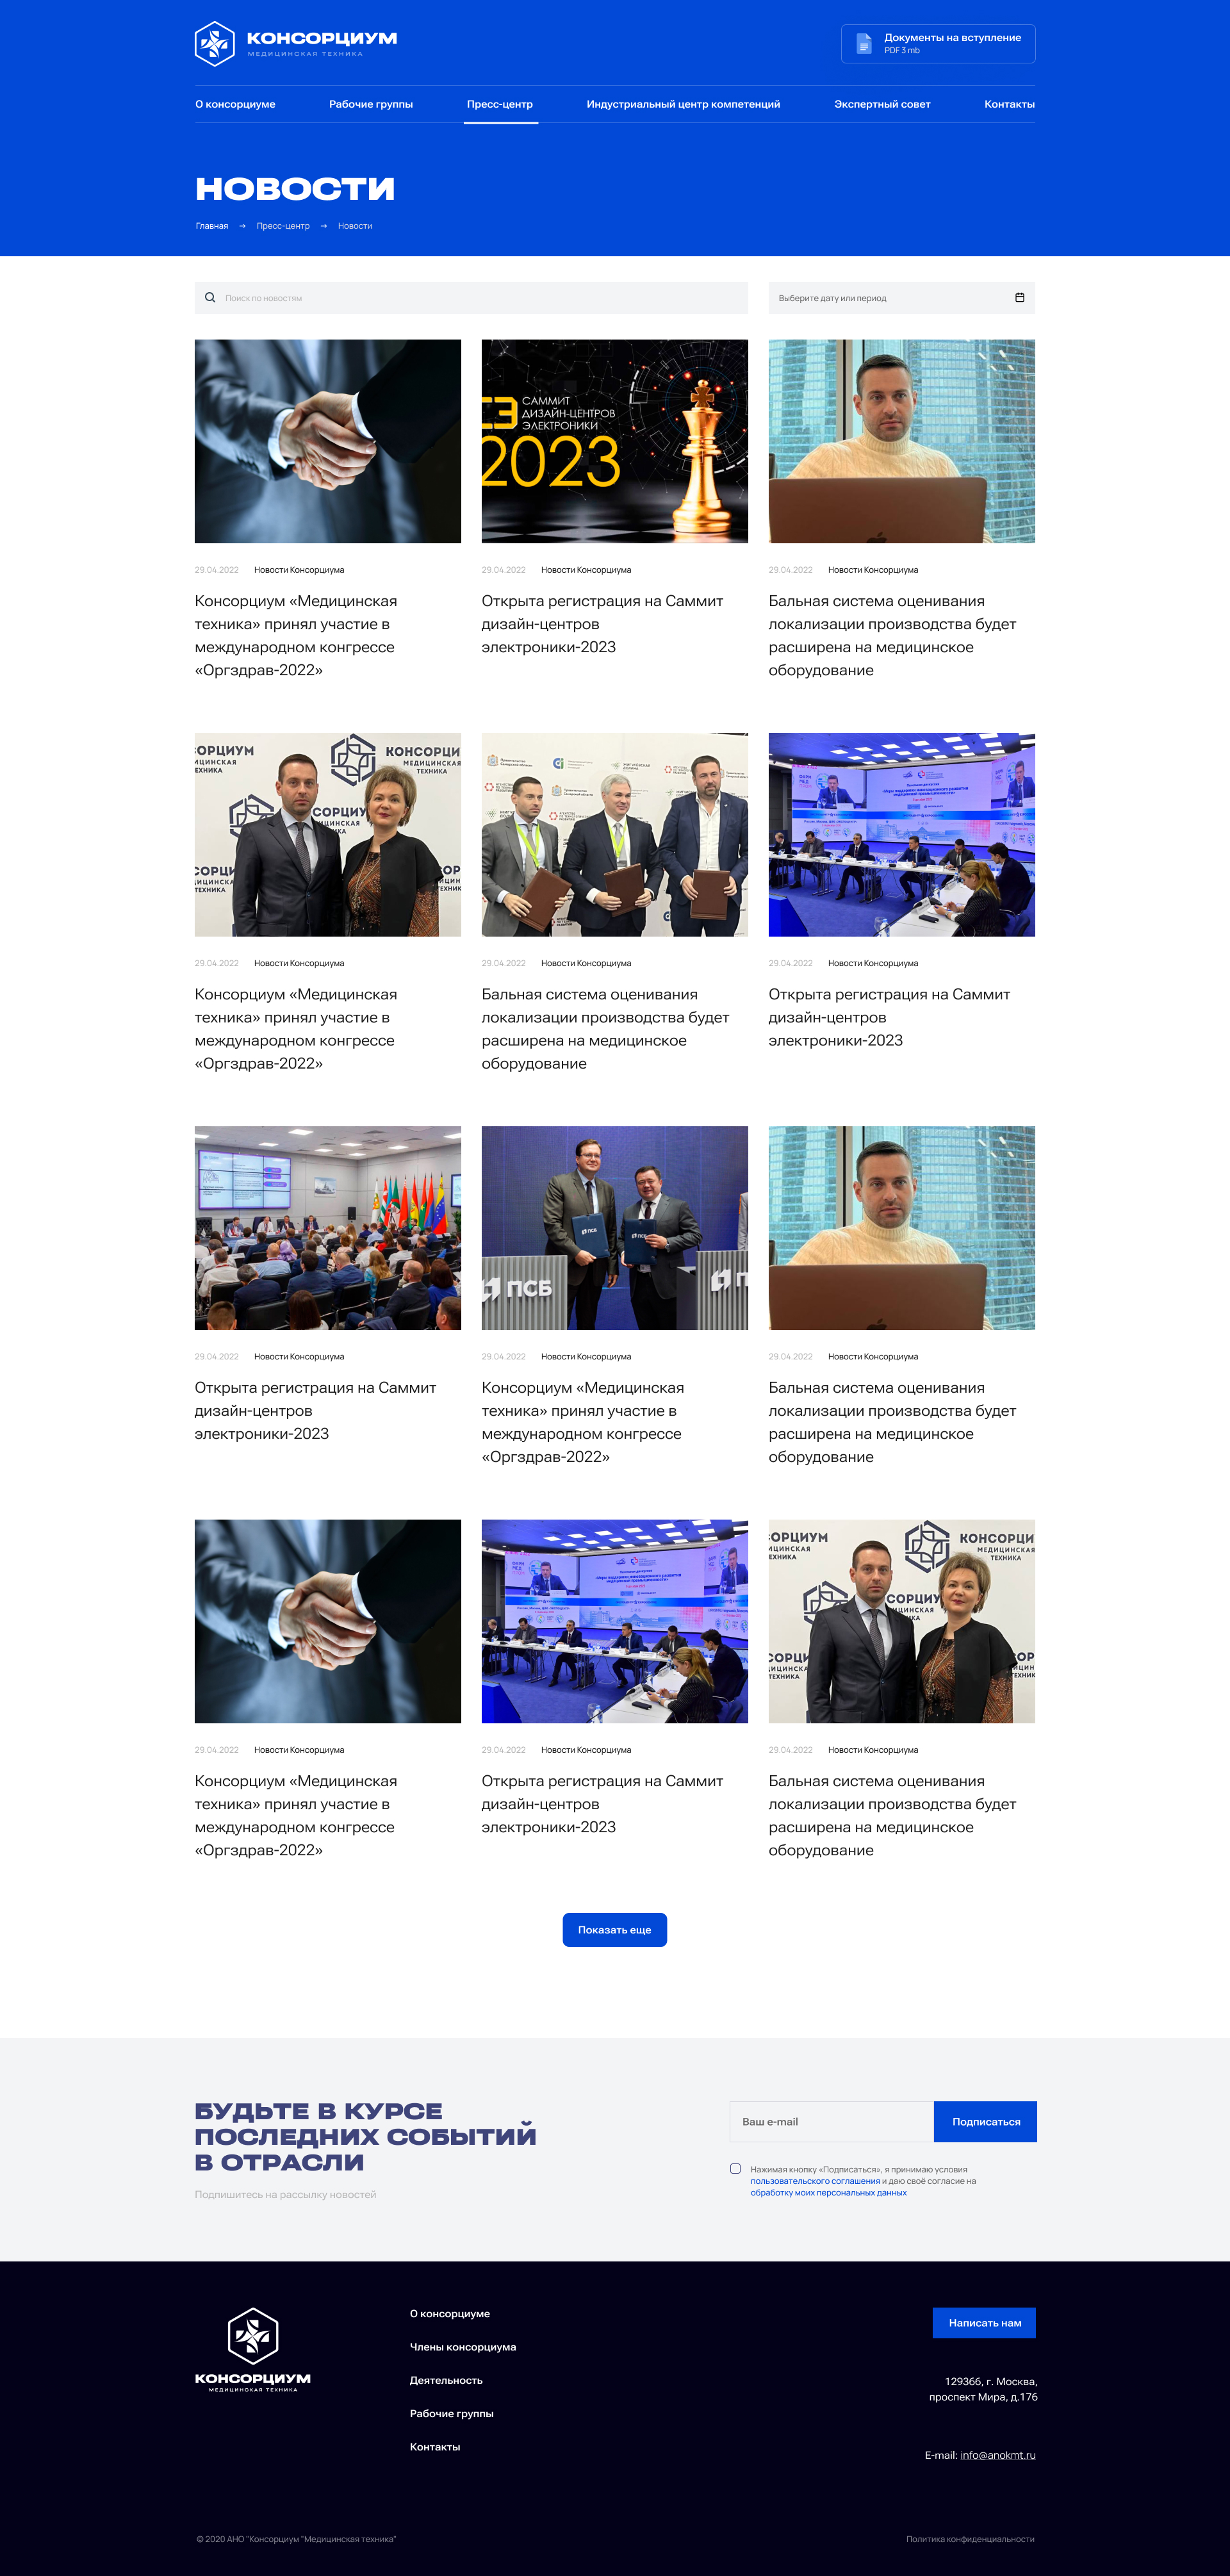 КОНСОРЦИУМ
МЕДИЦИНСКАЯ ТЕХНИКА
Документы на вступление
PDF 3 mb
О консорциуме
Рабочие группы
Пресс-центр
Индустриальный центр компетенций
Экспертный совет
Контакты
НОВОСТИ
Главная → Пресс-центр → Новости
Поиск по новостям
Выберите дату или период
САММИТ
ДИЗАЙН-ЦЕНТРОВ
ЭЛЕКТРОНИКИ
2023
29.04.2022 Новости Консорциума
Консорциум «Медицинская
техника» принял участие в
международном конгрессе
«Оргздрав-2022»
29.04.2022 Новости Консорциума
Открыта регистрация на Саммит
дизайн-центров
электроники-2023
29.04.2022 Новости Консорциума
Бальная система оценивания
локализации производства будет
расширена на медицинское
оборудование
29.04.2022 Новости Консорциума
Консорциум «Медицинская
техника» принял участие в
международном конгрессе
«Оргздрав-2022»
29.04.2022 Новости Консорциума
Бальная система оценивания
локализации производства будет
расширена на медицинское
оборудование
29.04.2022 Новости Консорциума
Открыта регистрация на Саммит
дизайн-центров
электроники-2023
ПСБ
ПСБ
ПСБ
29.04.2022 Новости Консорциума
Открыта регистрация на Саммит
дизайн-центров
электроники-2023
29.04.2022 Новости Консорциума
Консорциум «Медицинская
техника» принял участие в
международном конгрессе
«Оргздрав-2022»
29.04.2022 Новости Консорциума
Бальная система оценивания
локализации производства будет
расширена на медицинское
оборудование
29.04.2022 Новости Консорциума
Консорциум «Медицинская
техника» принял участие в
международном конгрессе
«Оргздрав-2022»
29.04.2022 Новости Консорциума
Открыта регистрация на Саммит
дизайн-центров
электроники-2023
29.04.2022 Новости Консорциума
Бальная система оценивания
локализации производства будет
расширена на медицинское
оборудование
Показать еще
БУДЬТЕ В КУРСЕ
ПОСЛЕДНИХ СОБЫТИЙ
В ОТРАСЛИ
Подпишитесь на рассылку новостей
Ваш e-mail
Подписаться
Нажимая кнопку «Подписаться», я принимаю условия
пользовательского соглашения и даю своё согласие на
обработку моих персональных данных
КОНСОРЦИУМ
МЕДИЦИНСКАЯ ТЕХНИКА
О консорциуме
Члены консорциума
Деятельность
Рабочие группы
Контакты
Написать нам
129366, г. Москва,
проспект Мира, д.176
E-mail: info@anokmt.ru
© 2020 АНО "Консорциум "Медицинская техника"
Политика конфиденциальности